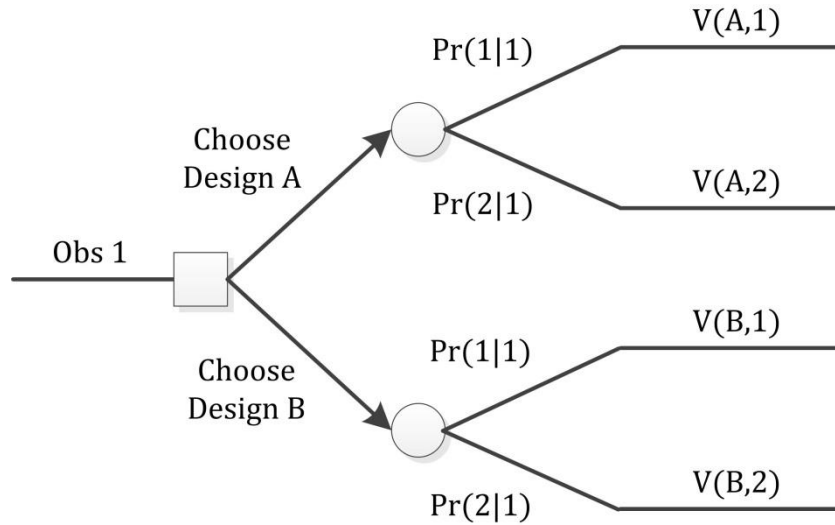 Obs 1
Choose
Design A
Choose
Design B
Pr(1|1)
Pr(2|1)
V(A,1)
V(A,2)
Pr(1|1)
Pr(2|1)
V(B,1)
V(B,2)